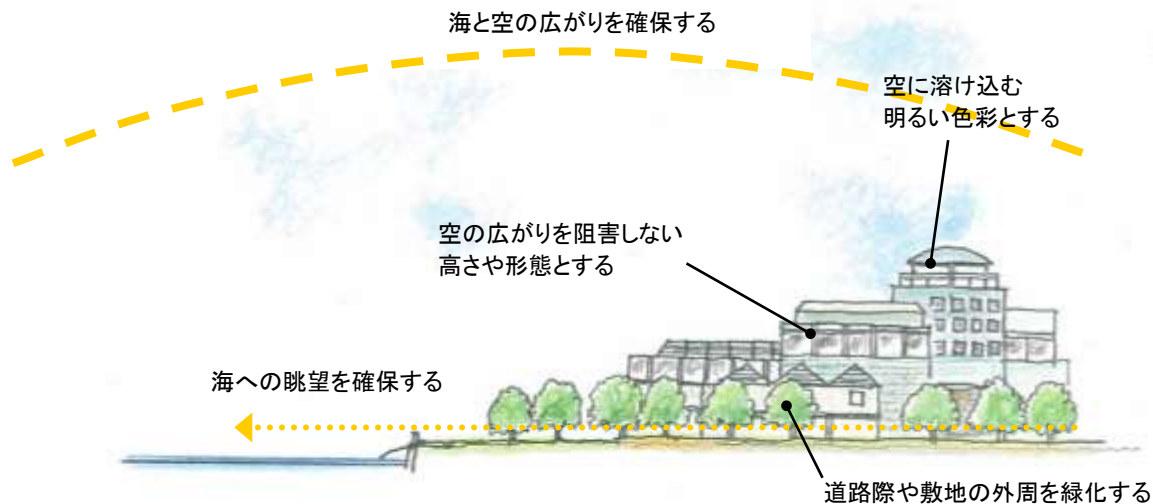 海と空の広がりを確保する
空に溶け込む
明るい色彩とする
空の広がりを阻害しない
高さや形態とする
海への眺望を確保する
道路際や敷地の外周を緑化する